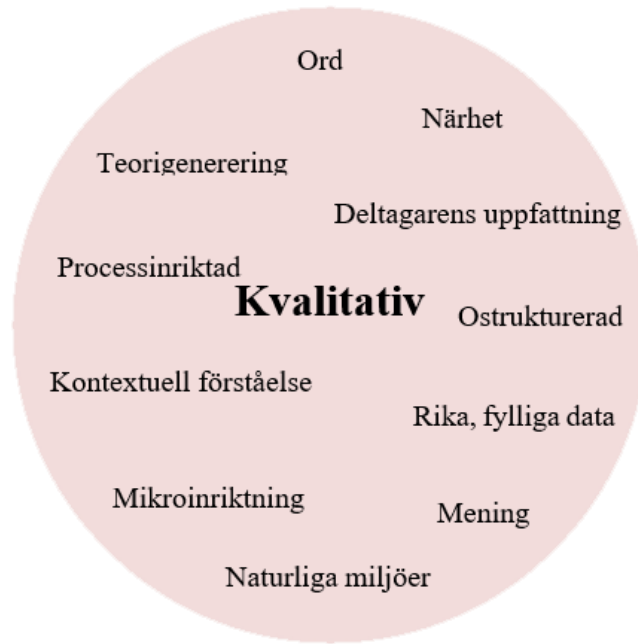 Ord
Närhet
Teorigenerering
Deltagarens uppfattning
Processinriktad
Kvalitativ
Ostrukturerad
Kontextuell förståelse
Rika, fylliga data
Mikroinriktning
Mening
Naturliga miljöer